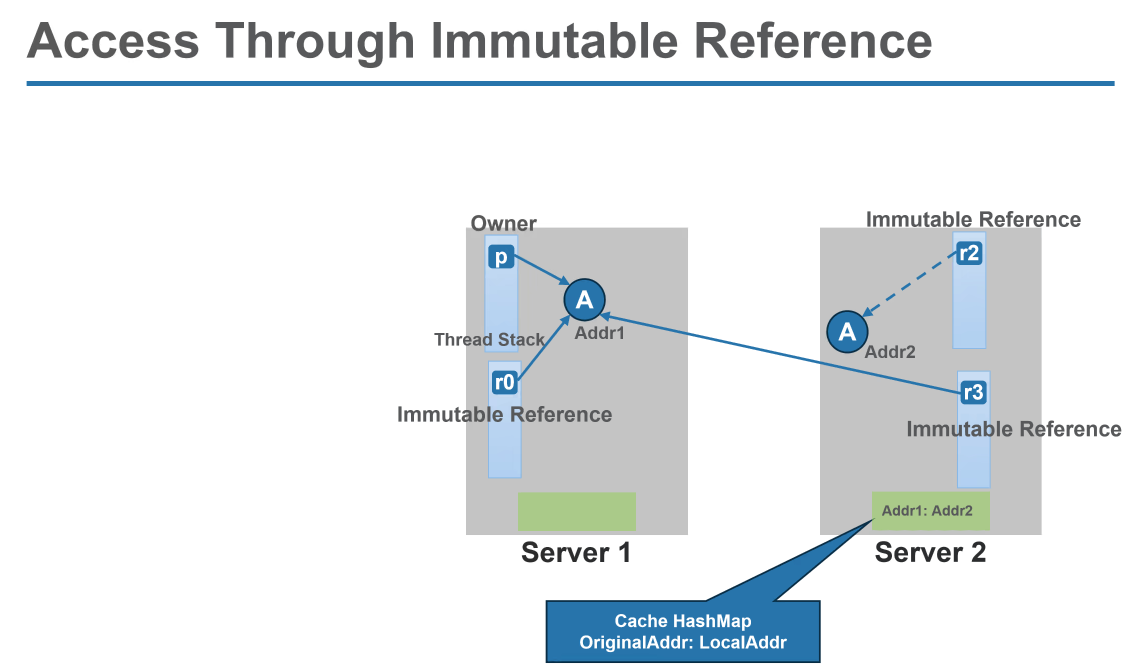 Access Through Immutable Reference
Owner
p
A
Addr1
Thread Stack
r0
Immutable Reference
Server 1
Immutable Reference
r2
A
Addr2
r3
Immutable Reference
Addr1: Addr2
Server 2
Cache HashMap
OriginalAddr: LocalAddr